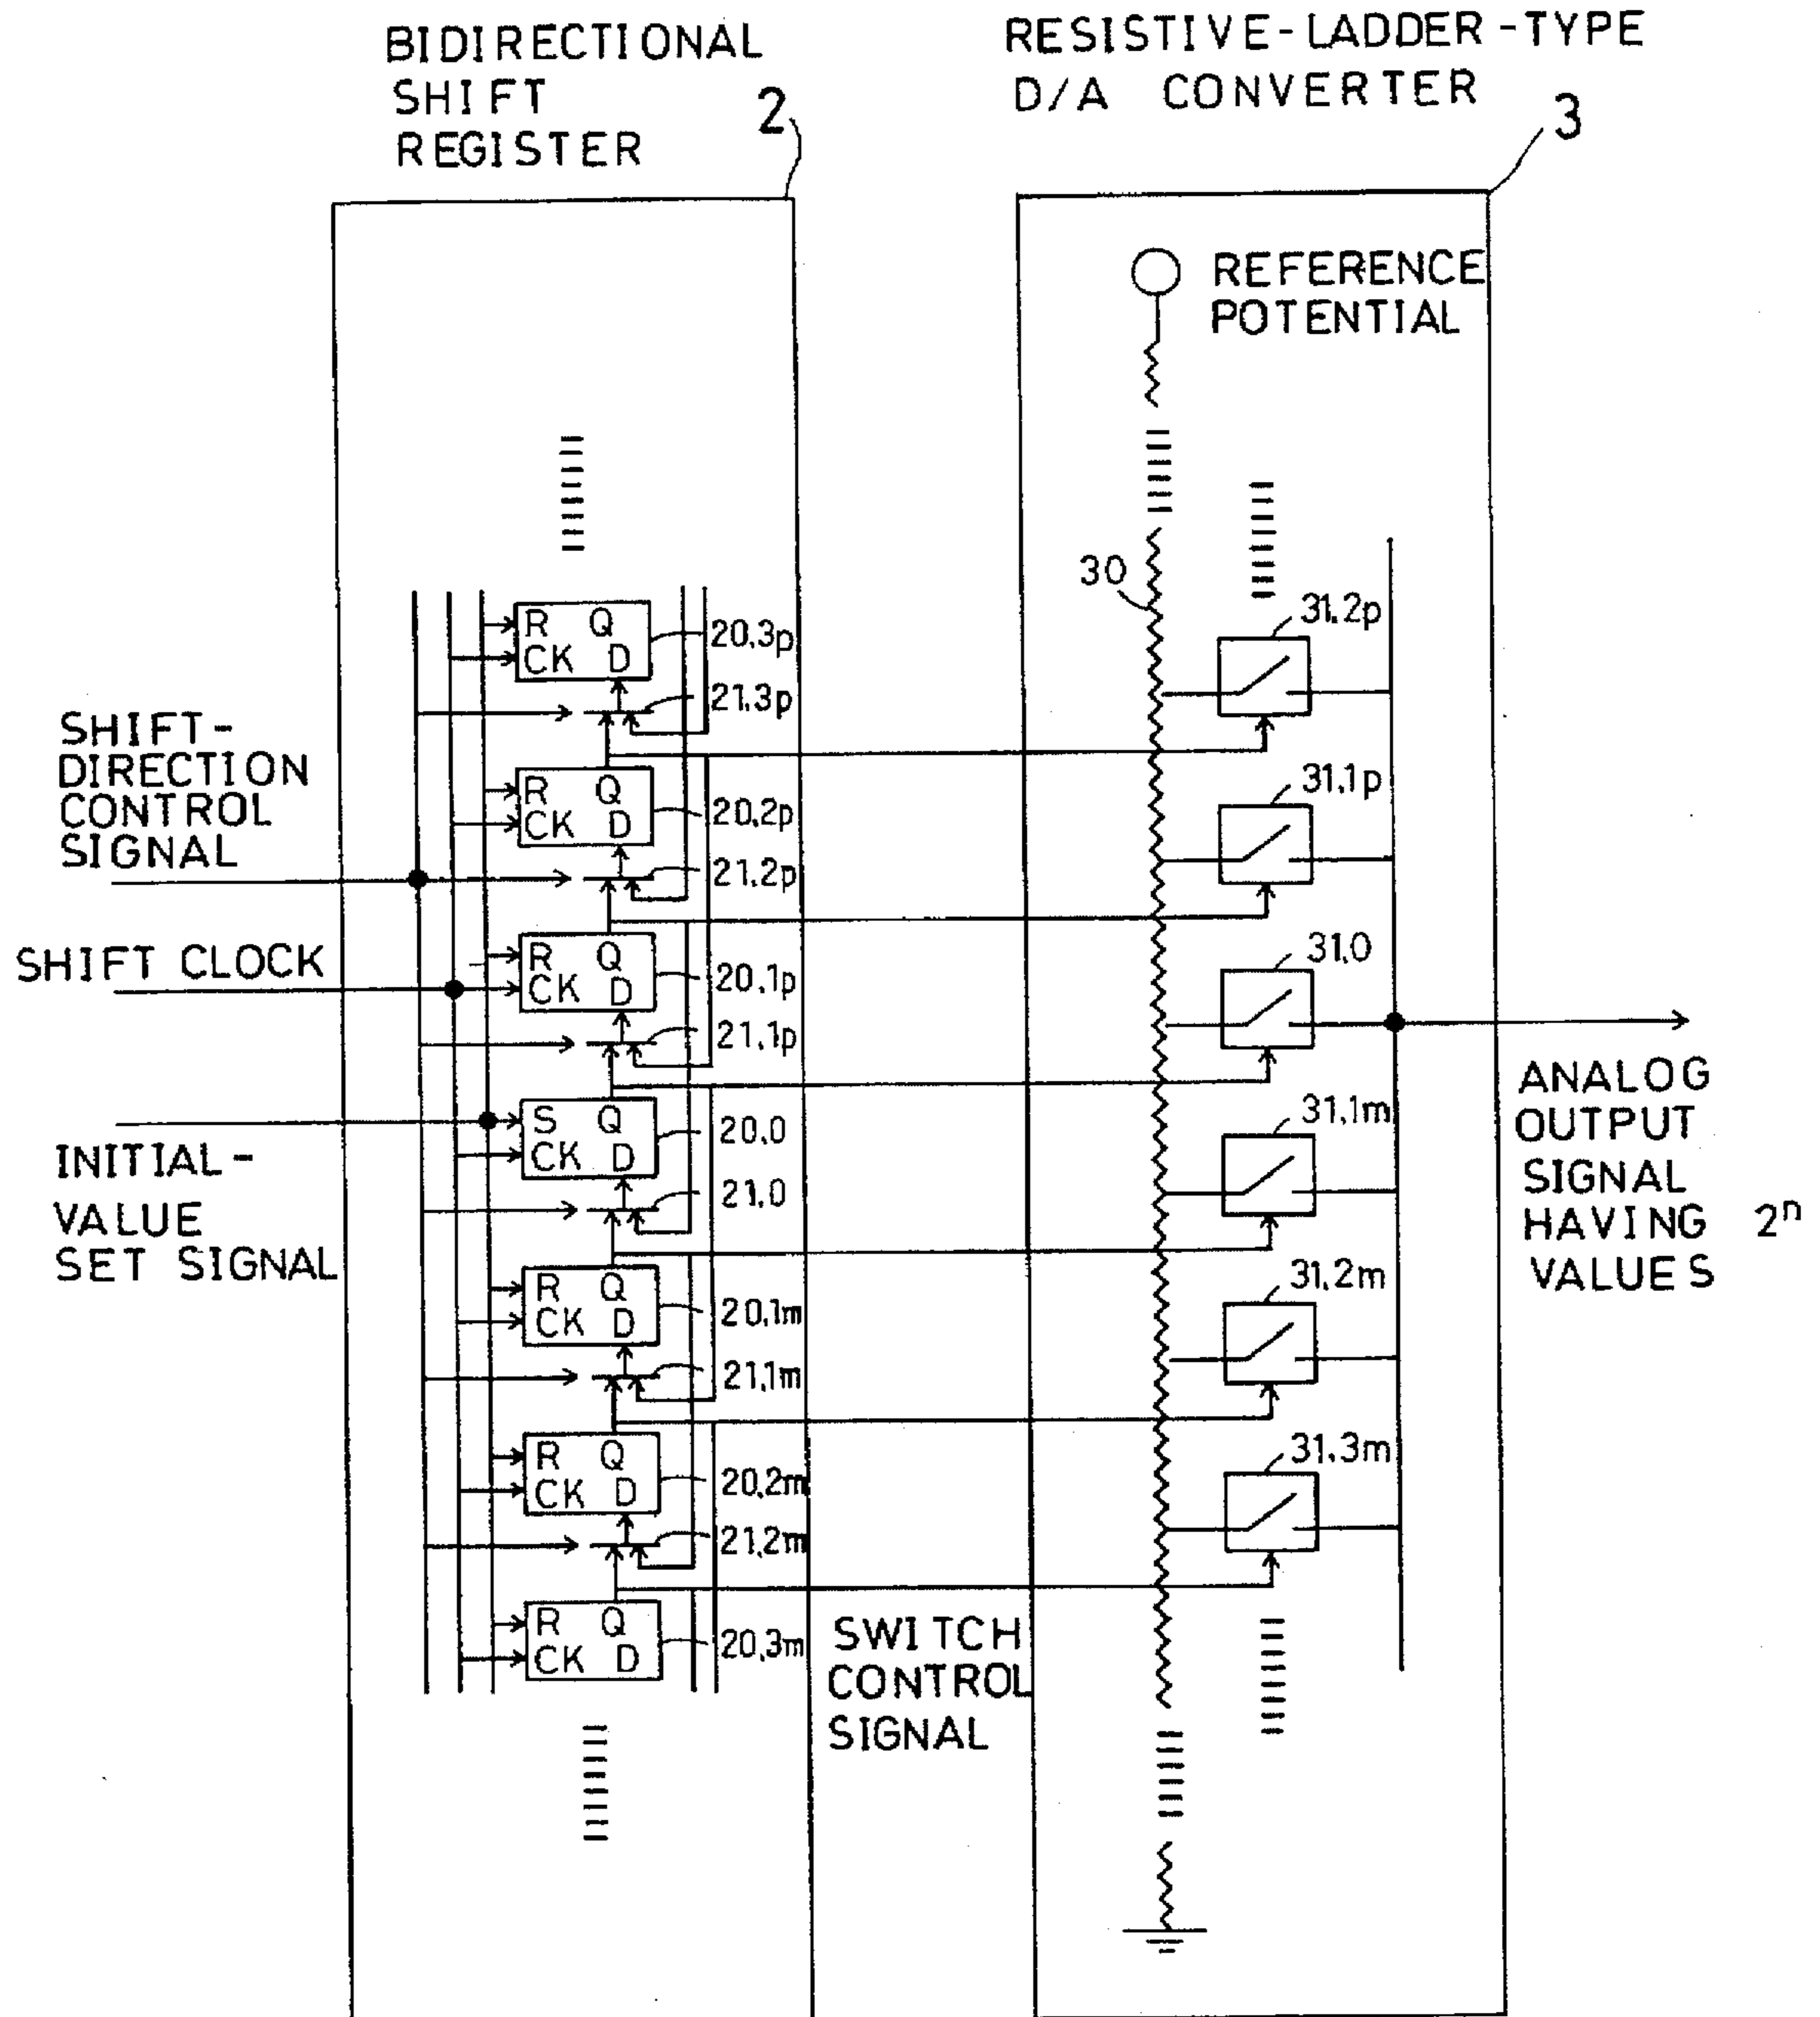 BIDIRECTIONAL
SHIFT
REGISTER
2
RESISTIVE-LADDER-TYPE
D/A CONVERTER
3
REFERENCE
POTENTIAL
30
SHIFT-
DIRECTION
CONTROL
SIGNAL
SHIFT CLOCK
INITIAL-
VALUE
SET SIGNAL
R Q
CK D
20,3p
21,3p
R Q
CK D
20,2p
21,2p
R Q
CK D
20,1p
21,1p
S Q
CK D
20,0
21,0
R Q
CK D
20,1m
21,1m
R Q
CK D
20,2m
21,2m
R Q
CK D
20,3m
SWITCH
CONTROL
SIGNAL
31,2p
31,1p
31,0
31,1m
31,2m
31,3m
ANALOG
OUTPUT
SIGNAL
HAVING 2ⁿ
VALUES